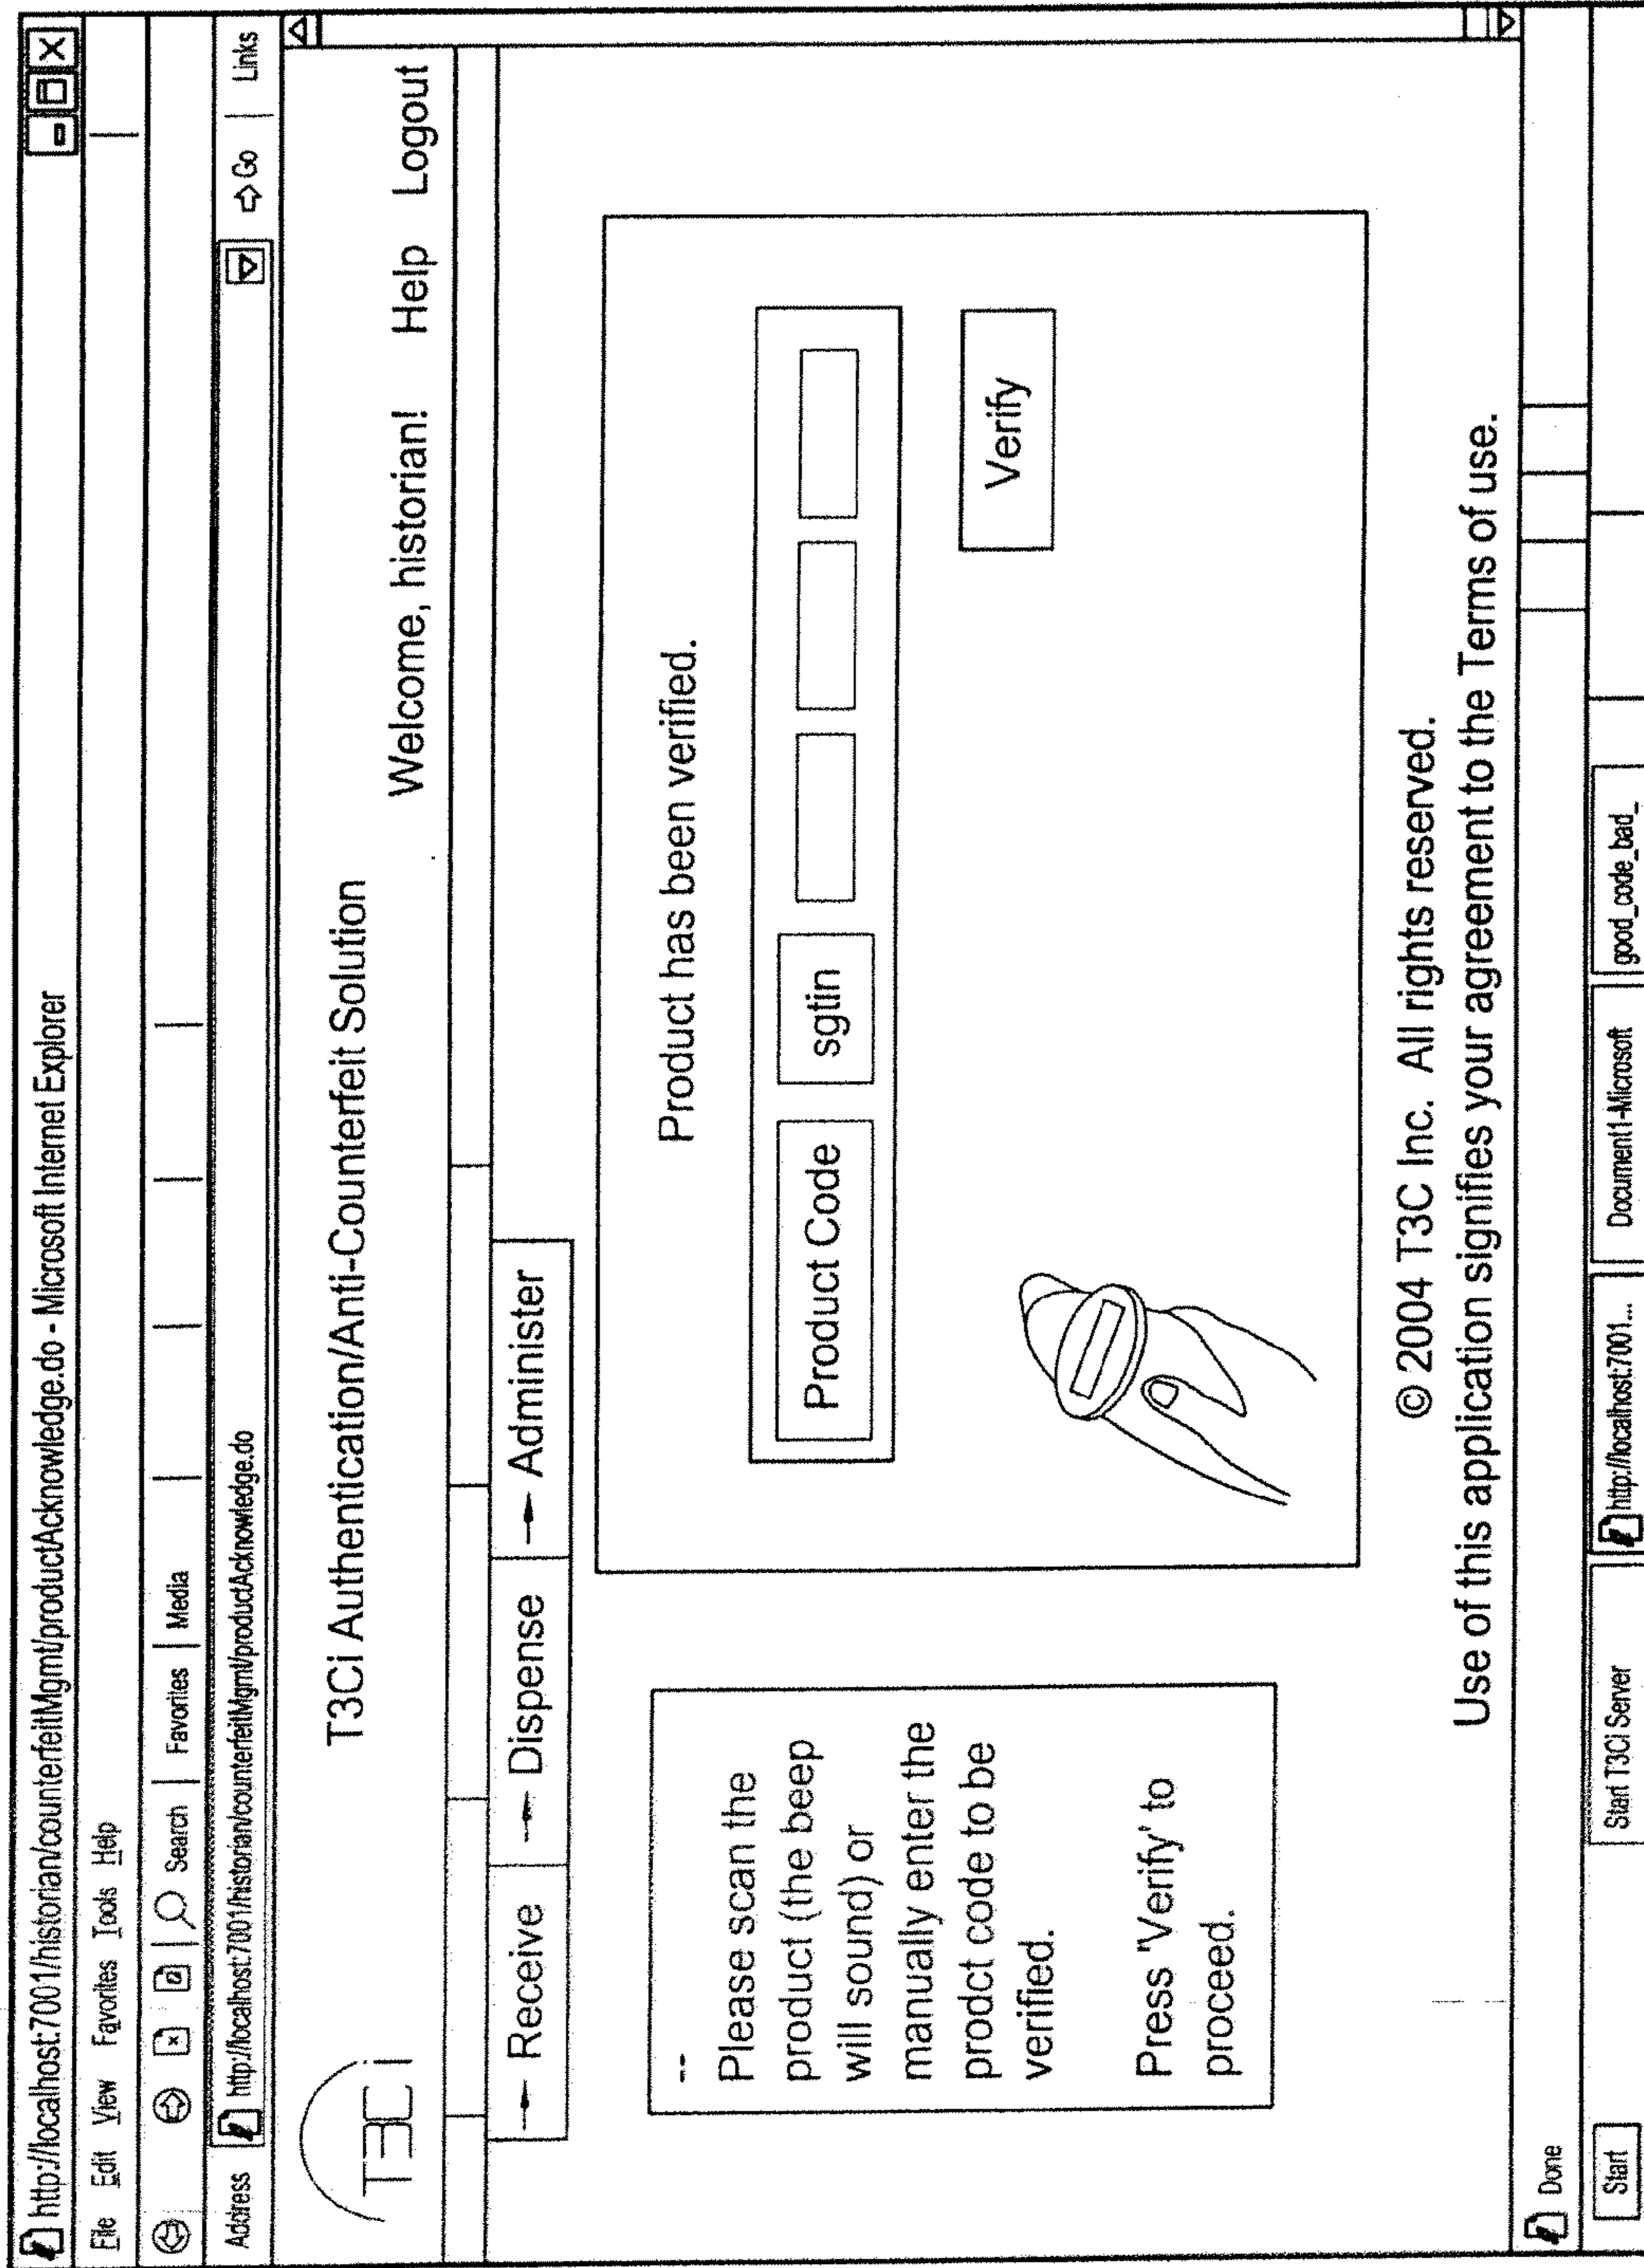 http://localhost:7001/historian/counterfeitMgmt/productAcknowledge.do - Microsoft Internet Explorer
File Edit View Favorites Tools Help
Search Favorites Media
Address http://localhost:7001/historian/counterfeitMgmt/productAcknowledge.do Go Links
T3Ci
T3Ci Authentication/Anti-Counterfeit Solution
Welcome, historian! Help Logout
Receive Dispense Administer
--
Please scan the
product (the beep
will sound) or
manually enter the
prodct code to be
verified.
Press 'Verify' to
proceed.
Product has been verified.
Product Code sgtin
Verify
© 2004 T3C Inc. All rights reserved.
Use of this application signifies your agreement to the Terms of use.
Done
Start Start T3Ci Server http://localhost:7001... Document1-Microsoft good_code_bad_